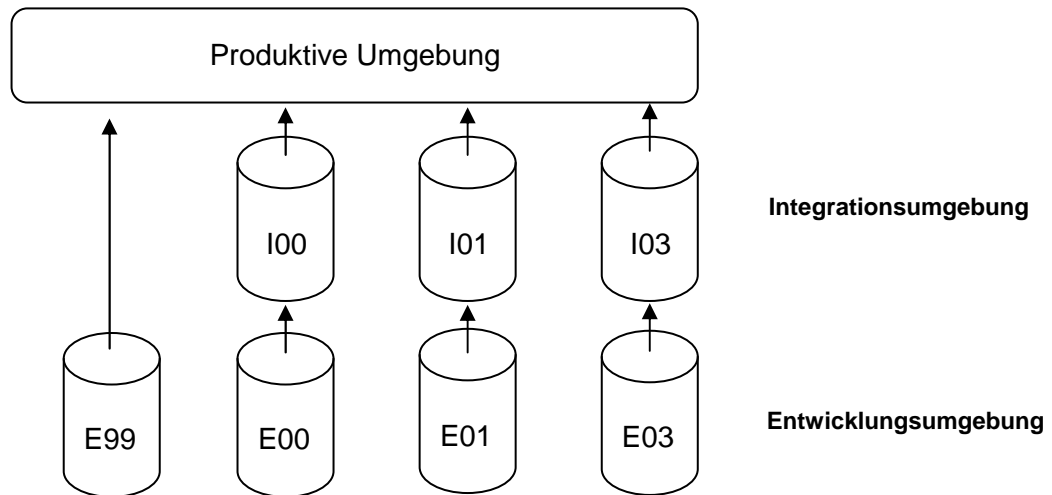 Produktive Umgebung
I00
I01
I03
Integrationsumgebung
E99
E00
E01
E03
Entwicklungsumgebung